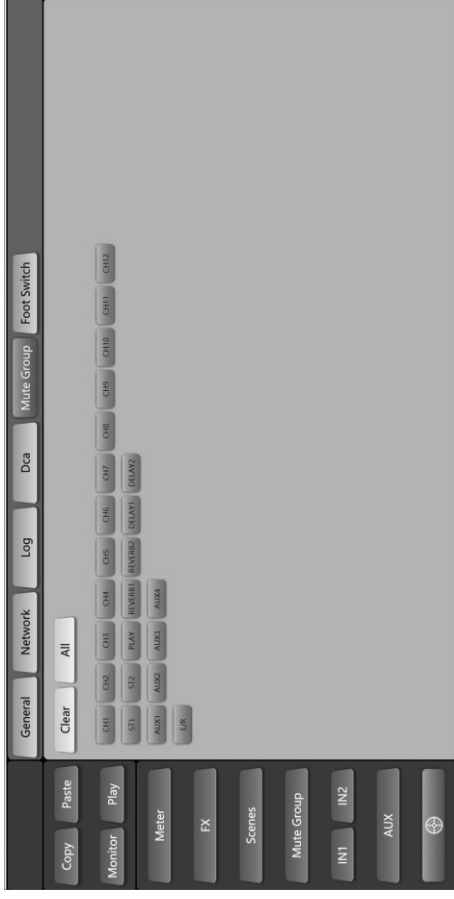 General Network Log Dca Mute Group Foot Switch
Copy Paste
Clear All
Monitor Play
CH1 CH2 CH3 CH4 CH5 CH6 CH7 CH8 CH9 CH10 CH11 CH12
ST1 ST2 PLAY REVERB1 REVERB2 DELAY1 DELAY2
Meter
AUX1 AUX2 AUX3 AUX4
L/R
FX
Scenes
Mute Group
IN1 IN2
AUX